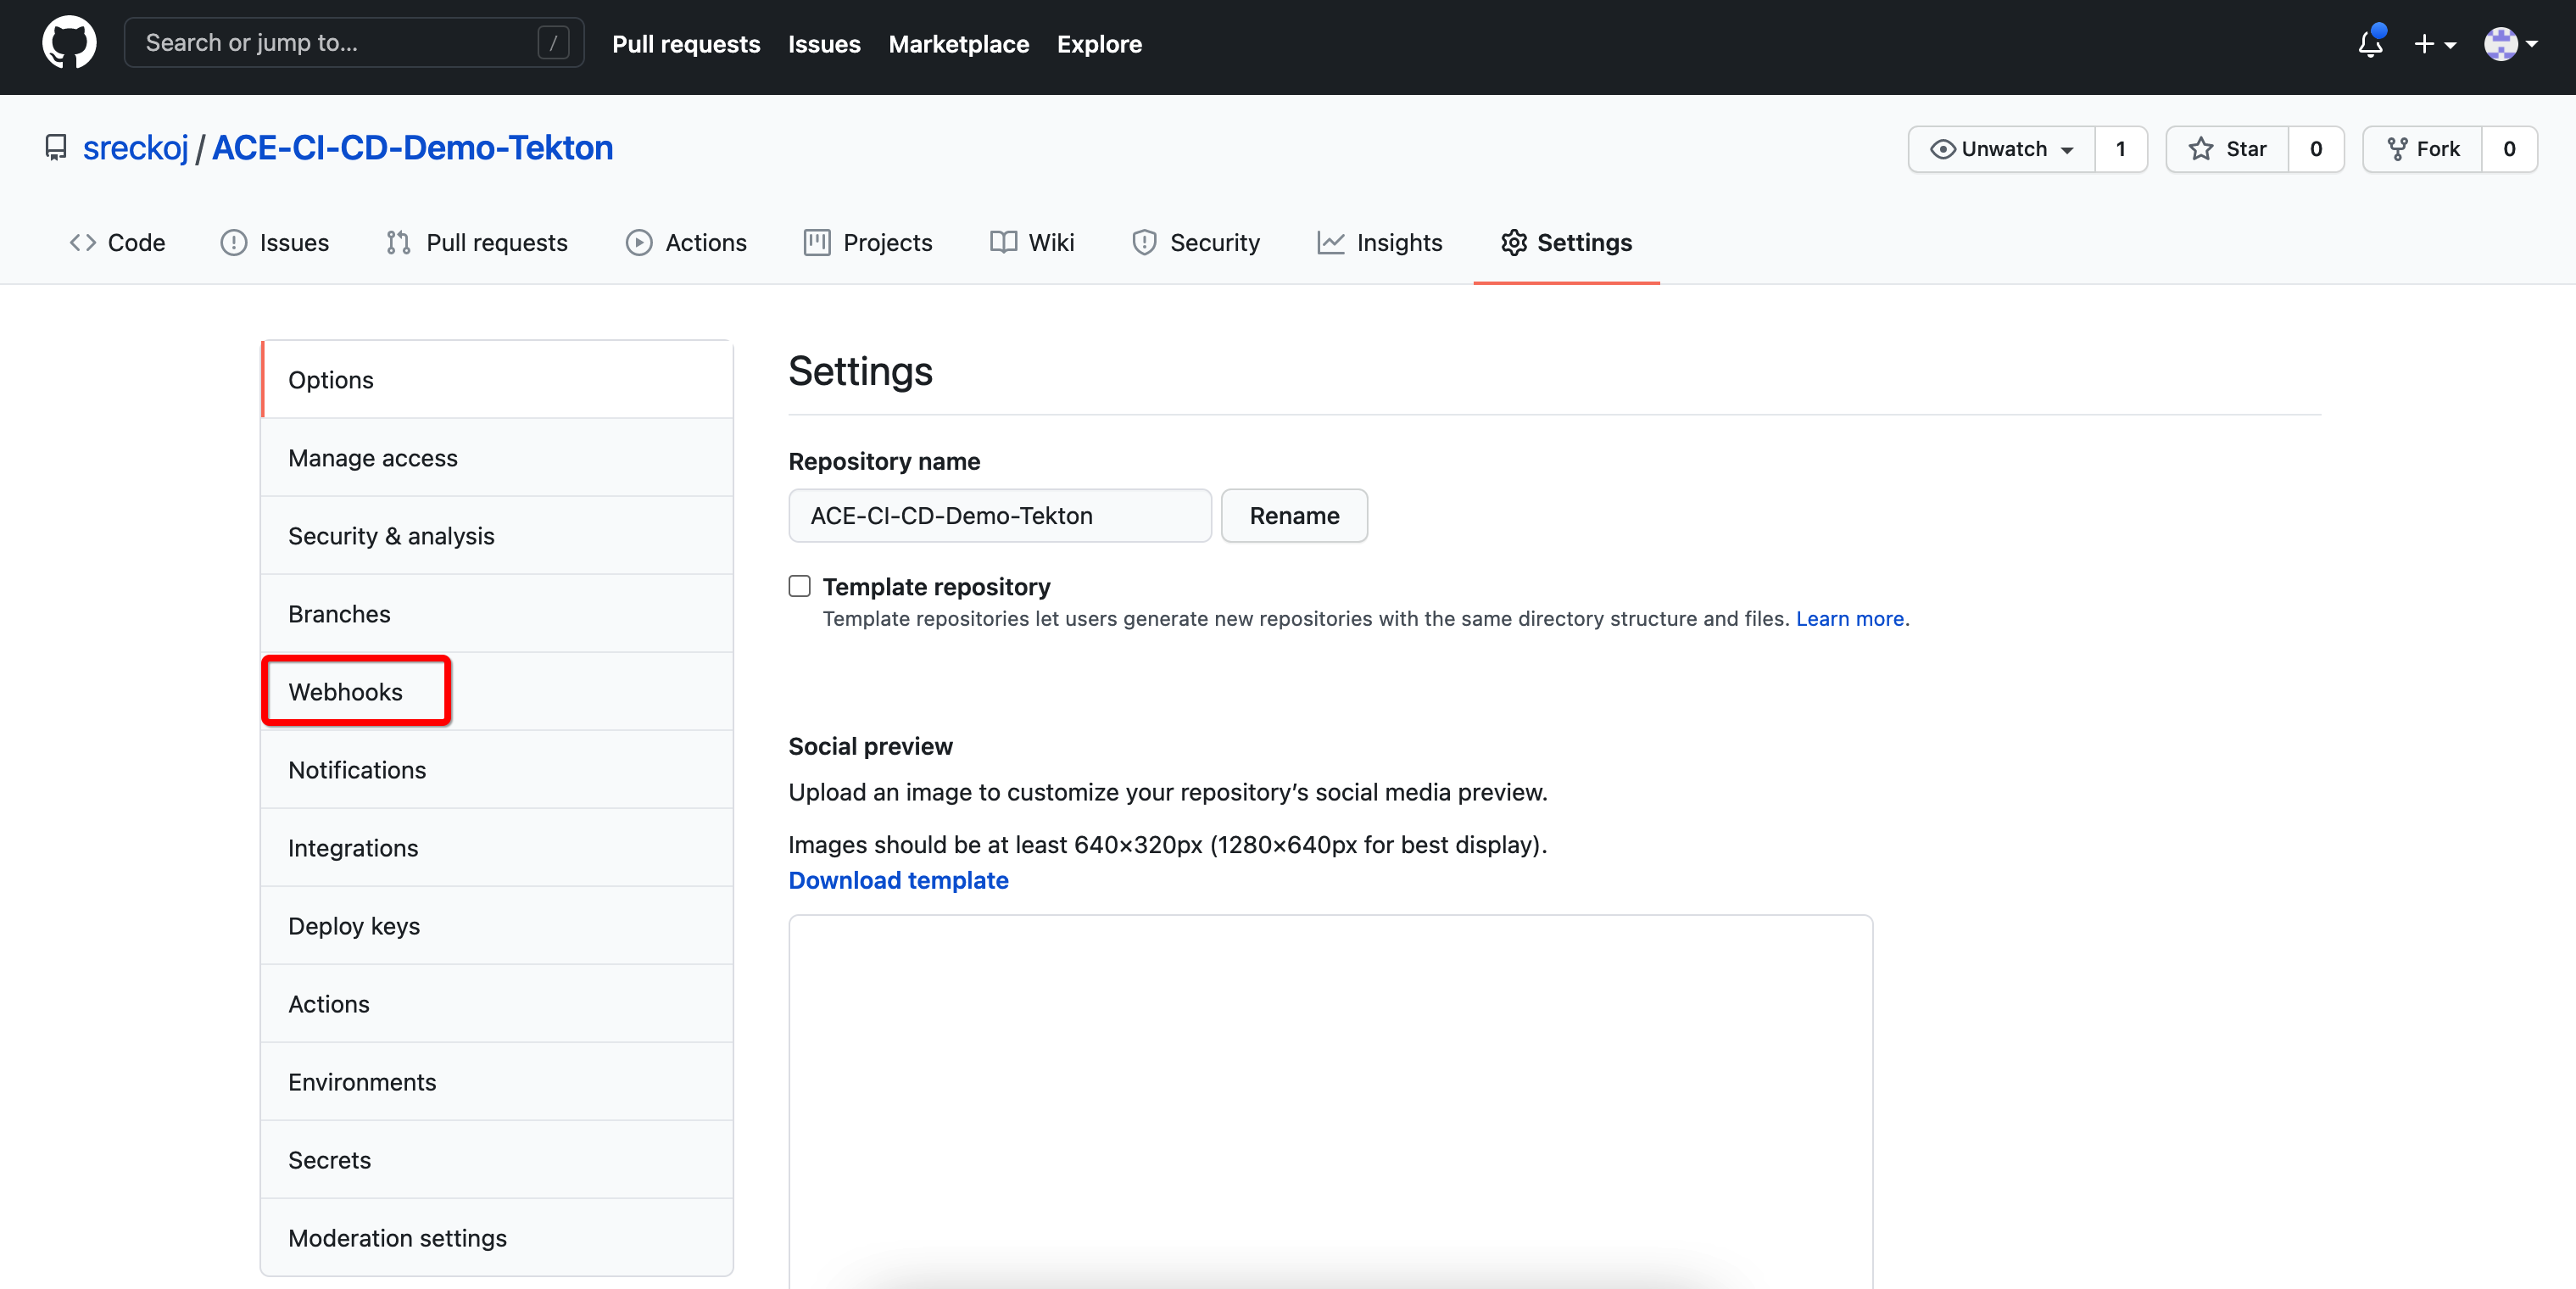 Search or jump to... /
Pull requests Issues Marketplace Explore
sreckoj / ACE-CI-CD-Demo-Tekton
Unwatch 1 Star 0 Fork 0
Code Issues Pull requests Actions Projects Wiki Security Insights Settings
Options
Manage access
Security & analysis
Branches
Webhooks
Notifications
Integrations
Deploy keys
Actions
Environments
Secrets
Moderation settings
Settings
Repository name
ACE-CI-CD-Demo-Tekton Rename
Template repository
Template repositories let users generate new repositories with the same directory structure and files. Learn more.
Social preview
Upload an image to customize your repository’s social media preview.
Images should be at least 640×320px (1280×640px for best display).
Download template